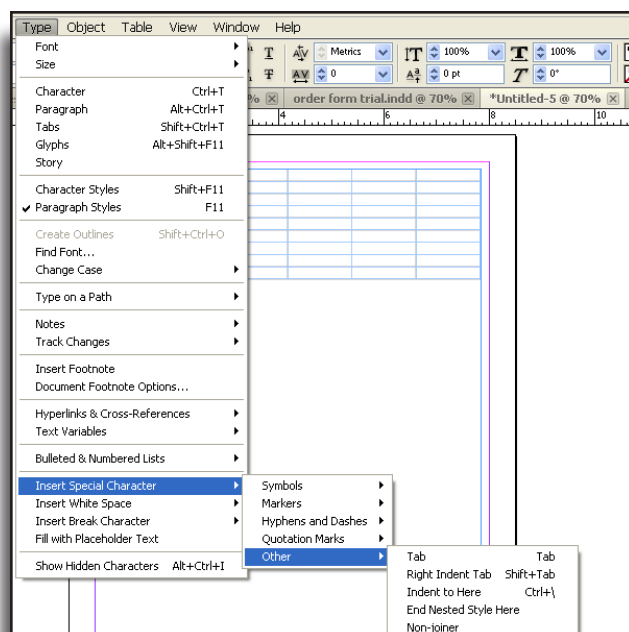 Type Object Table View Window Help
Metrics 100% 100%
0 0 pt 0°
% order form trial.indd @ 70% *Untitled-5 @ 70%
4 6 8 10
Font
Size
Character Ctrl+T
Paragraph Alt+Ctrl+T
Tabs Shift+Ctrl+T
Glyphs Alt+Shift+F11
Story
Character Styles Shift+F11
Paragraph Styles F11
Create Outlines Shift+Ctrl+O
Find Font...
Change Case
Type on a Path
Notes
Track Changes
Insert Footnote
Document Footnote Options...
Hyperlinks & Cross-References
Text Variables
Bulleted & Numbered Lists
Insert Special Character
Insert White Space
Insert Break Character
Fill with Placeholder Text
Show Hidden Characters Alt+Ctrl+I
Symbols
Markers
Hyphens and Dashes
Quotation Marks
Other
Tab Tab
Right Indent Tab Shift+Tab
Indent to Here Ctrl+\
End Nested Style Here
Non-joiner